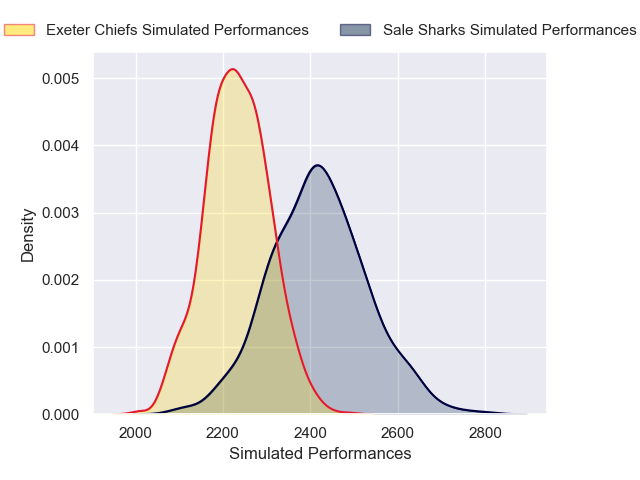 Exeter Chiefs Simulated Performances Sale Sharks Simulated Performances
0.005
0.004
0.003
0.002
0.001
0.000
Density
2000 2200 2400 2600 2800
Simulated Performances